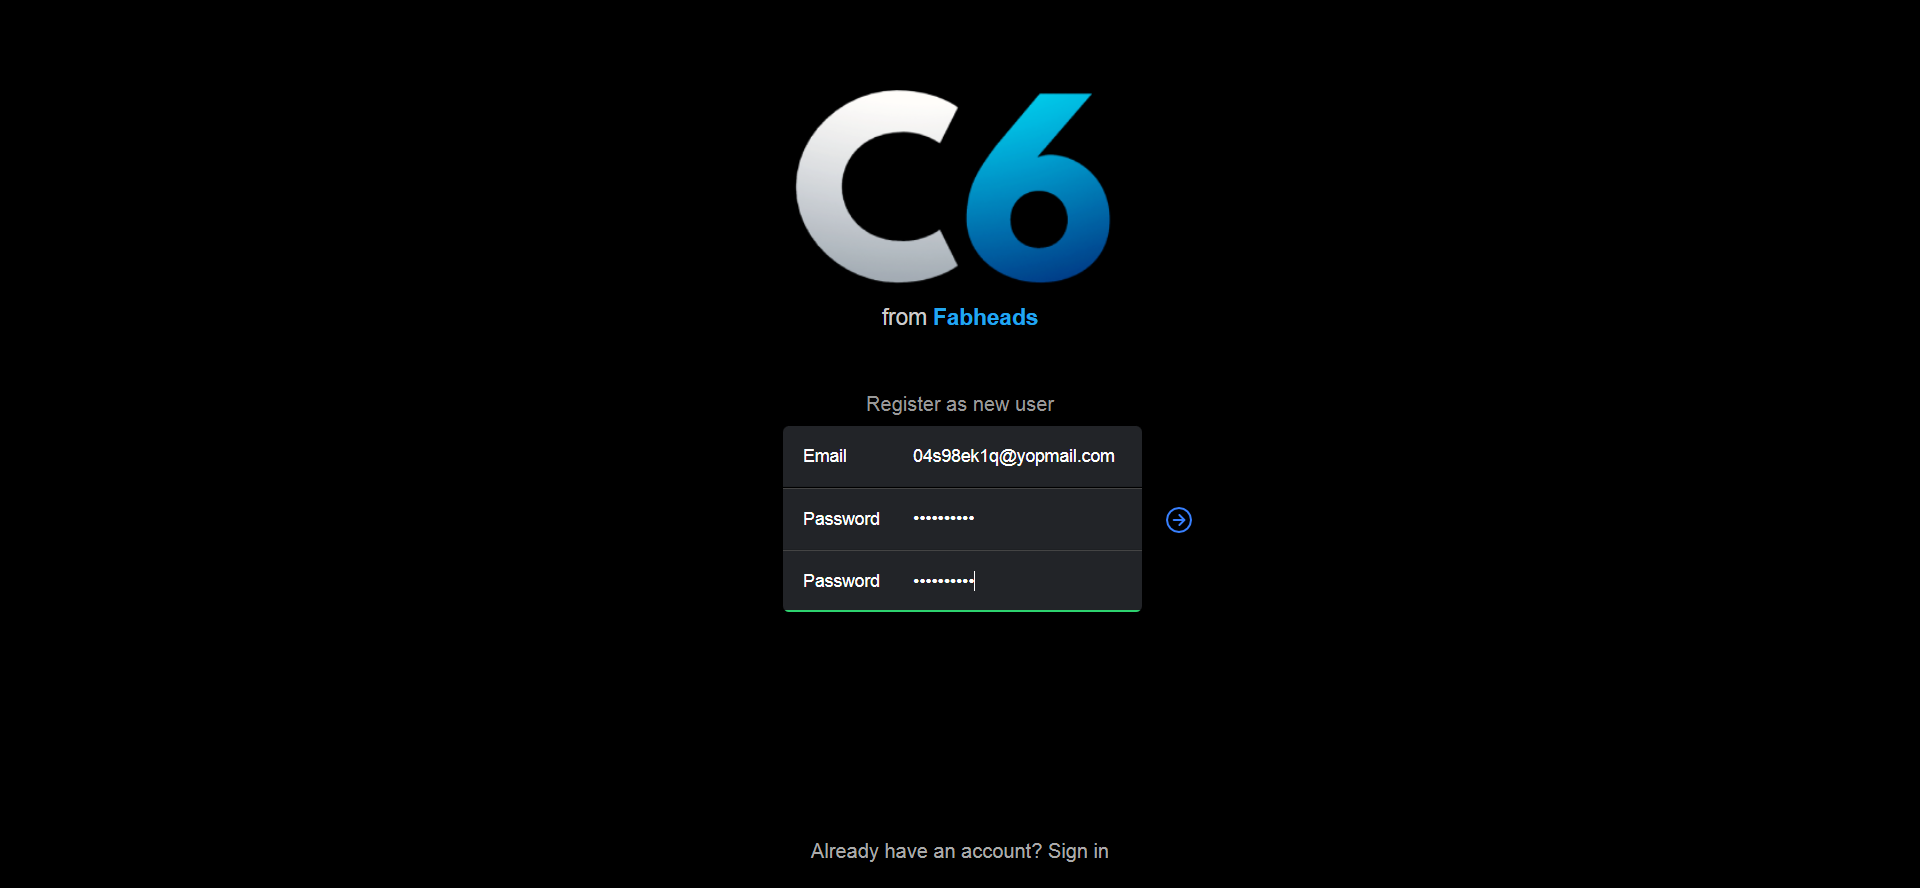 C6
from Fabheads
Register as new user
Email 04s98ek1q@yopmail.com
Password ••••••••••
Password ••••••••••
Already have an account? Sign in